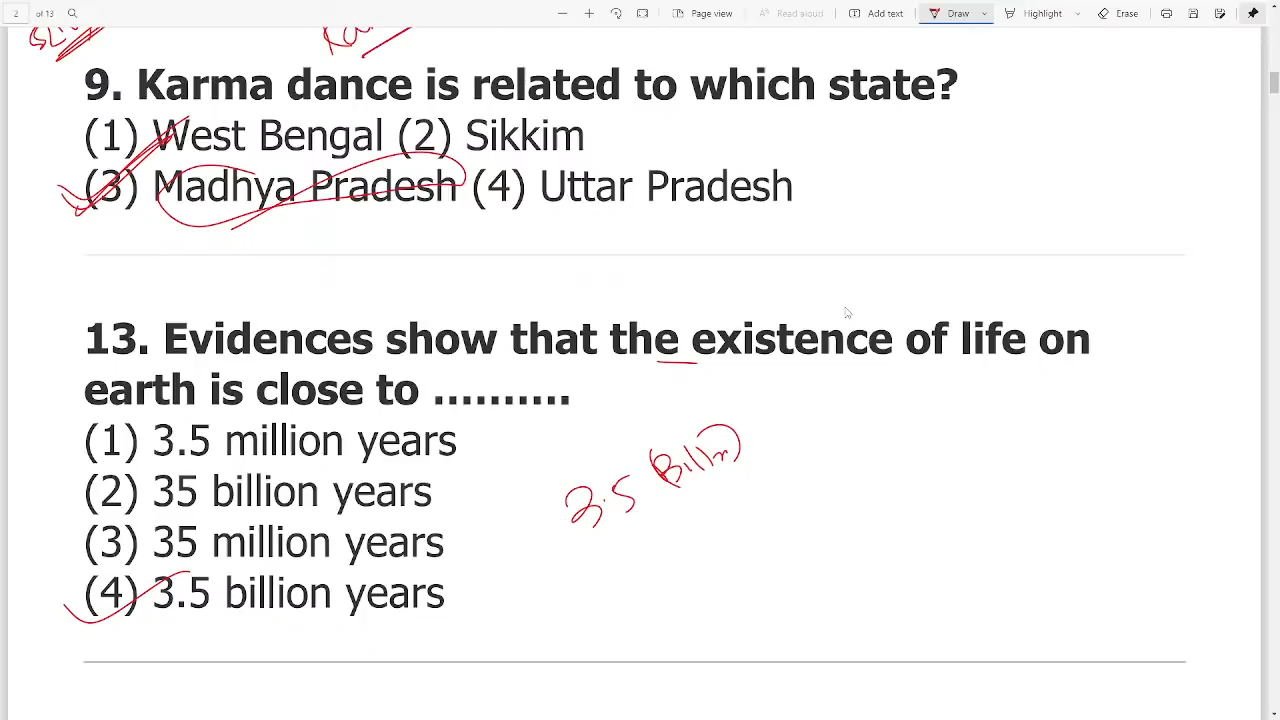 2 of 13 Page view Read aloud Add text Draw Highlight Erase
9. Karma dance is related to which state?
(1) West Bengal (2) Sikkim
(3) Madhya Pradesh (4) Uttar Pradesh
13. Evidences show that the existence of life on
earth is close to ..........
(1) 3.5 million years
(2) 35 billion years
(3) 35 million years
(4) 3.5 billion years
3.5 Billion